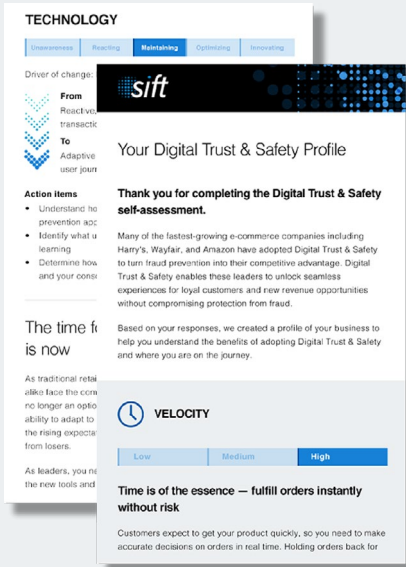 TECHNOLOGY
Unawareness Reacting Maintaining Optimizing Innovating
Driver of change:
From
Reactive,
To
Adaptive
user jour
Action items
• Understand ho
prevention app
• Identify what u
learning
• Determine how
and your
The time
is now
As traditional retai
alike face the com
no longer an optio
ability to adapt to
the rising expecta
from losers.
As leaders, you ne
the new tools and
sift
Your Digital Trust & Safety Profile
Thank you for completing the Digital Trust & Safety
self-assessment.
Many of the fastest-growing e-commerce companies including
Harry's, Wayfair, and Amazon have adopted Digital Trust & Safety
to turn fraud prevention into their competitive advantage. Digital
Trust & Safety enables these leaders to unlock seamless
experiences for loyal customers and new revenue opportunities
without compromising protection from fraud.
Based on your responses, we created a profile of your business to
help you understand the benefits of adopting Digital Trust & Safety
and where you are on the journey.
VELOCITY
Low Medium High
Time is of the essence — fulfill orders instantly
without risk
Customers expect to get your product quickly, so you need to make
accurate decisions on orders in real time. Holding orders back for